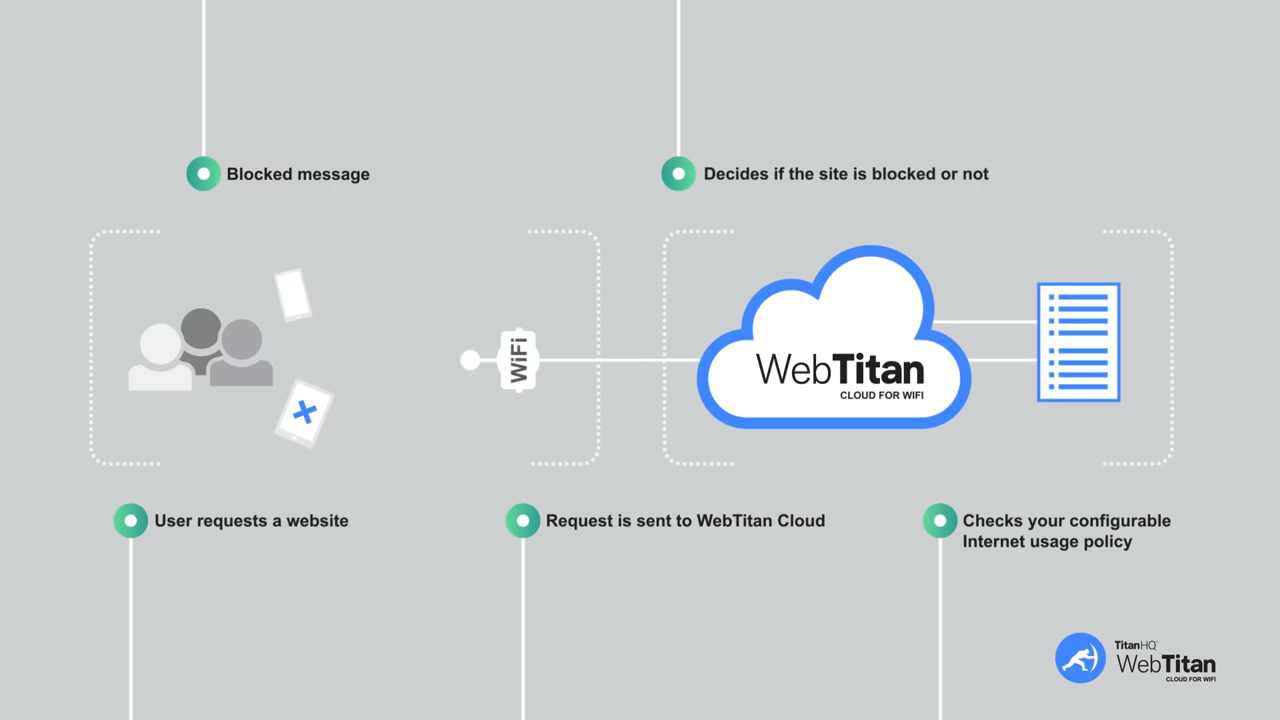 Blocked message
Decides if the site is blocked or not
WiFi
WebTitan
CLOUD FOR WIFI
User requests a website
Request is sent to WebTitan Cloud
Checks your configurable
Internet usage policy
TitanHQ
WebTitan
CLOUD FOR WIFI